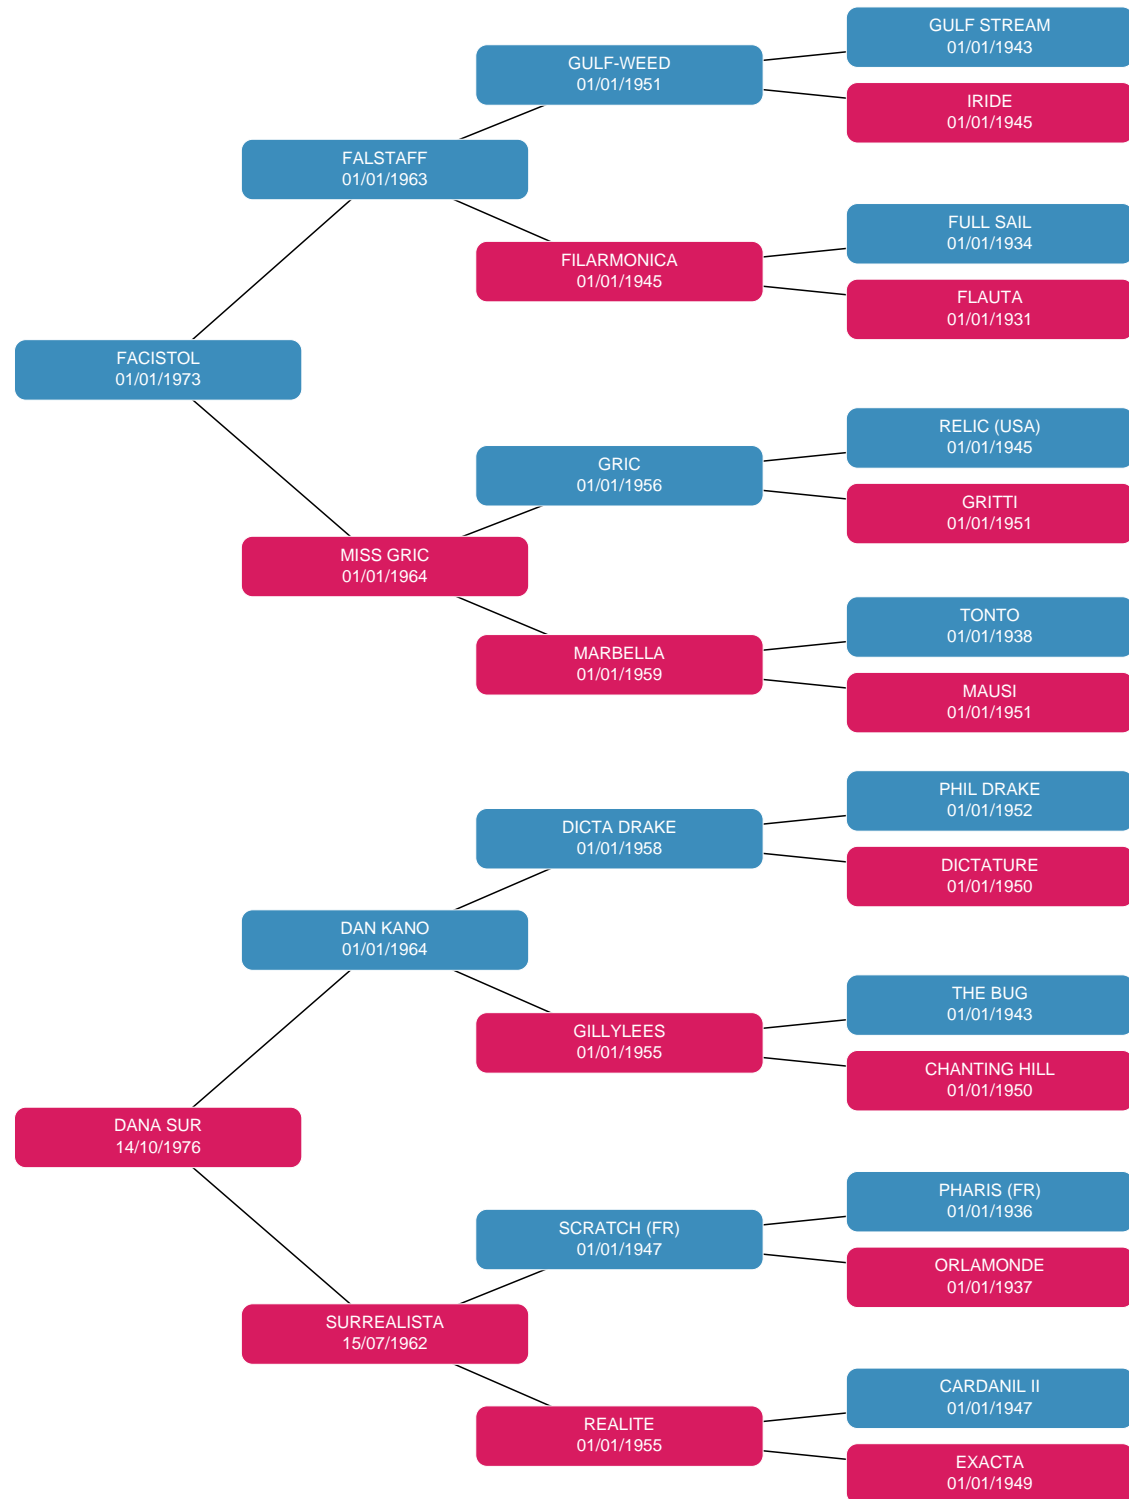 GULF STREAM
01/01/1943
GULF-WEED
01/01/1951
IRIDE
01/01/1945
FALSTAFF
01/01/1963
FULL SAIL
01/01/1934
FILARMONICA
01/01/1945
FLAUTA
01/01/1931
FACISTOL
01/01/1973
RELIC (USA)
01/01/1945
GRIC
01/01/1956
GRITTI
01/01/1951
MISS GRIC
01/01/1964
TONTO
01/01/1938
MARBELLA
01/01/1959
MAUSI
01/01/1951
PHIL DRAKE
01/01/1952
DICTA DRAKE
01/01/1958
DICTATURE
01/01/1950
DAN KANO
01/01/1964
THE BUG
01/01/1943
GILLYLEES
01/01/1955
CHANTING HILL
01/01/1950
DANA SUR
14/10/1976
PHARIS (FR)
01/01/1936
SCRATCH (FR)
01/01/1947
ORLAMONDE
01/01/1937
SURREALISTA
15/07/1962
CARDANIL II
01/01/1947
REALITE
01/01/1955
EXACTA
01/01/1949